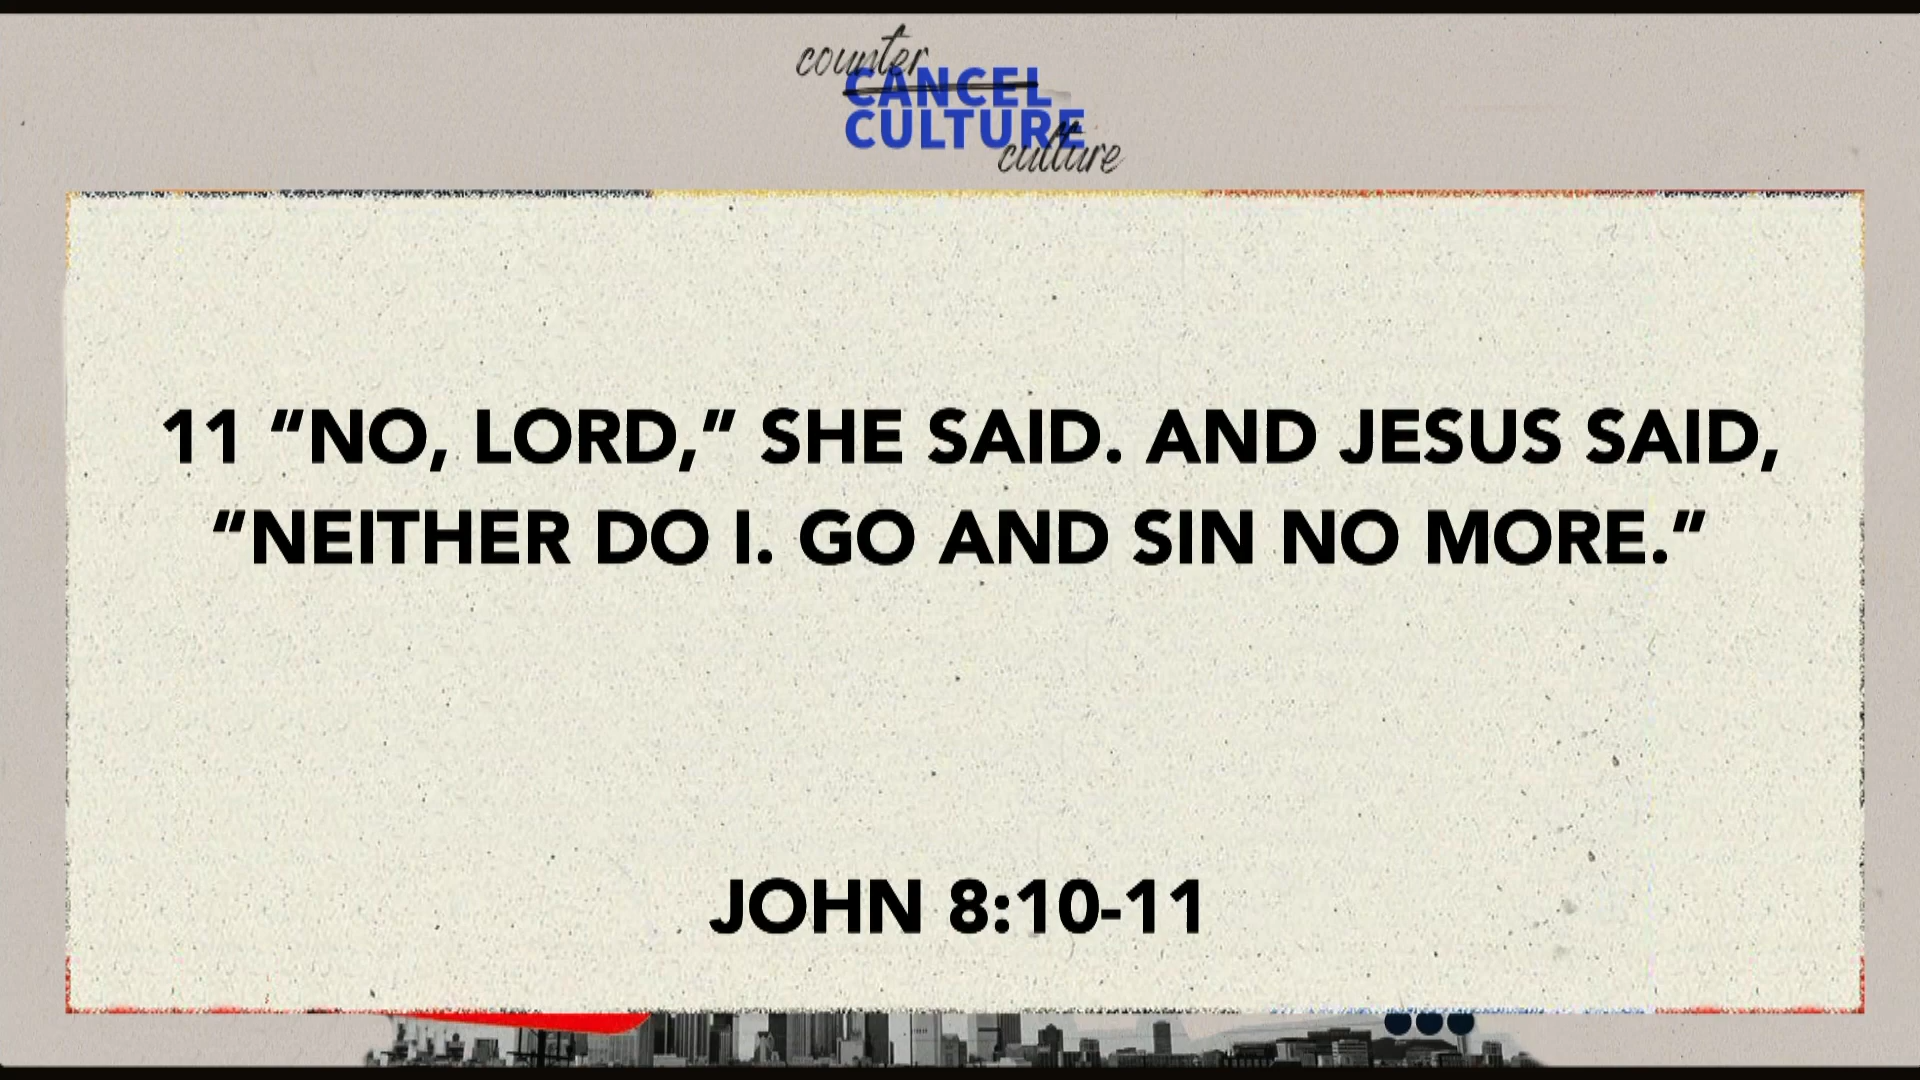 counter
CANCEL
CULTURE
culture
11 “NO, LORD,” SHE SAID. AND JESUS SAID,
“NEITHER DO I. GO AND SIN NO MORE.”
JOHN 8:10-11